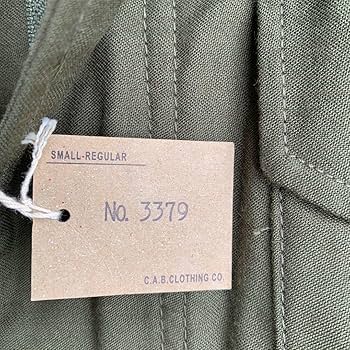 SMALL-REGULAR
No. 3379
C.A.B.CLOTHING CO.